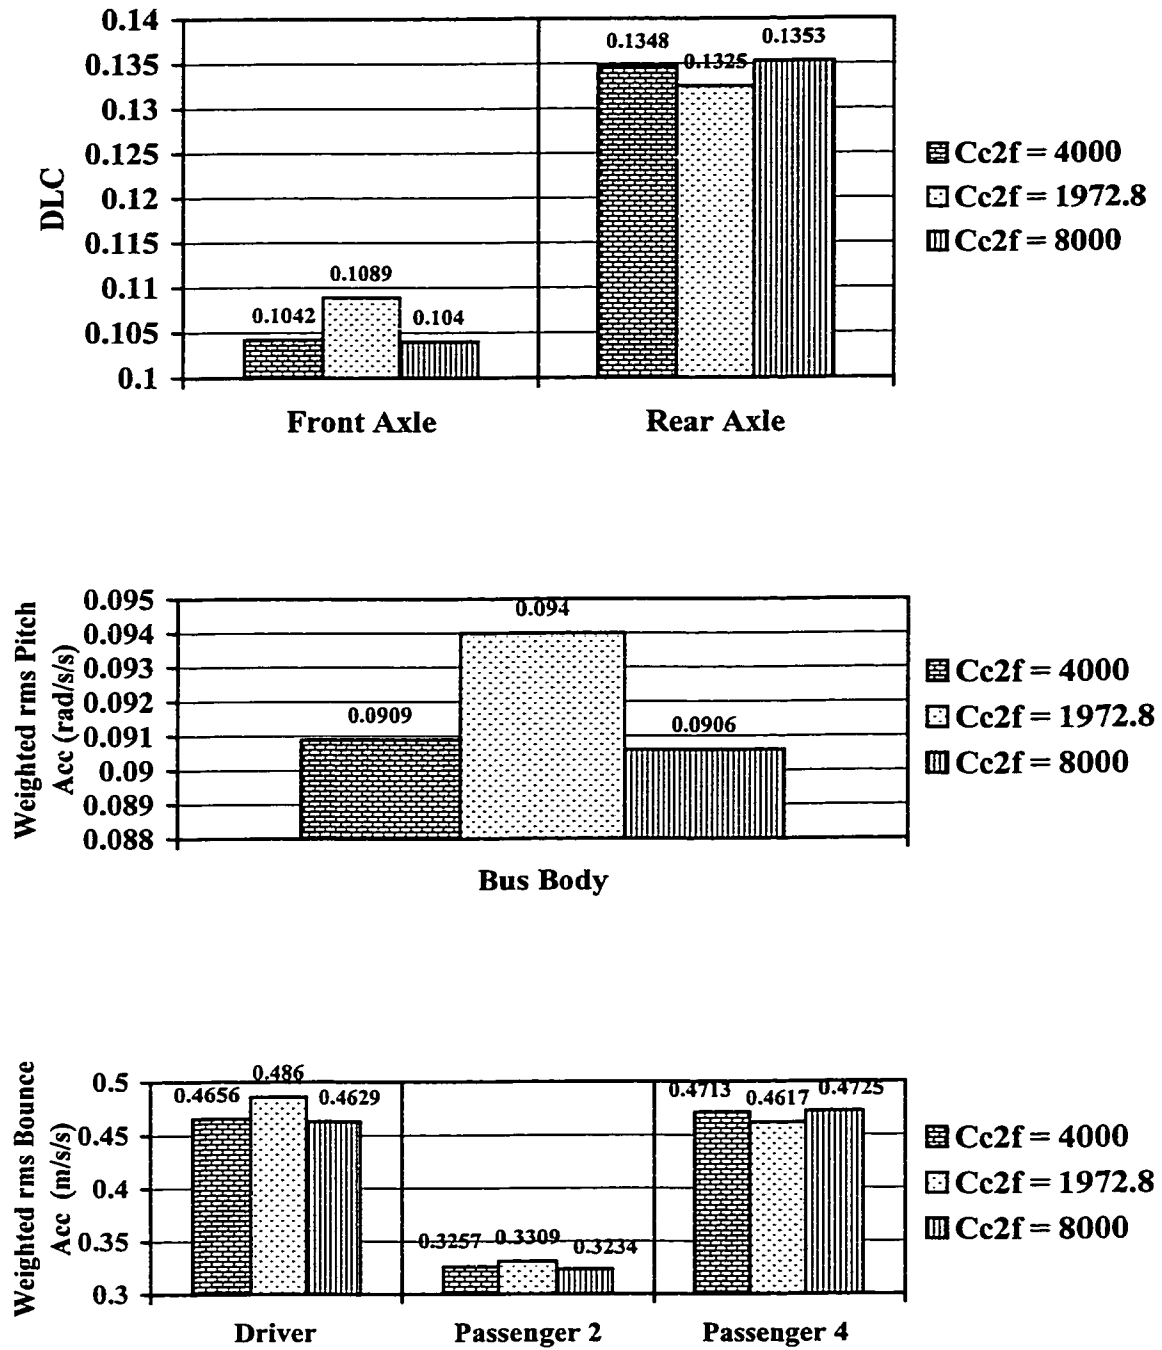 0.14
0.135
0.13
0.125
0.12
0.115
0.11
0.105
0.1
DLC
0.1042
0.1089
0.104
0.1348
0.1325
0.1353
Front Axle
Rear Axle
Cc2f = 4000
Cc2f = 1972.8
Cc2f = 8000
Weighted rms Pitch
Acc (rad/s/s)
0.095
0.094
0.093
0.092
0.091
0.09
0.089
0.088
0.0909
0.094
0.0906
Bus Body
Cc2f = 4000
Cc2f = 1972.8
Cc2f = 8000
Weighted rms Bounce
Acc (m/s/s)
0.5
0.45
0.4
0.35
0.3
0.4656
0.486
0.4629
0.3257
0.3309
0.3234
0.4713
0.4617
0.4725
Driver
Passenger 2
Passenger 4
Cc2f = 4000
Cc2f = 1972.8
Cc2f = 8000